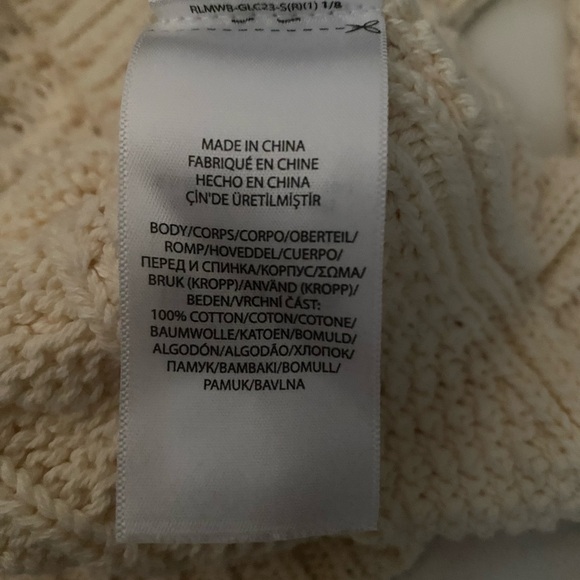 RLMWB-GLC23-S(R)(1) 1/8
MADE IN CHINA
FABRIQUÉ EN CHINE
HECHO EN CHINA
ÇİN'DE ÜRETİLMİŞTİR
BODY/CORPS/CORPO/OBERTEIL/
ROMP/HOVEDDEL/CUERPO/
ПЕРЕД И СПИНКА/КОРПУС/ΣΩΜΑ/
BRUK (KROPP)/ANVÄND (KROPP)/
BEDEN/VRCHNÍ ČÁST:
100% COTTON/COTON/COTONE/
BAUMWOLLE/KATOEN/BOMULD/
ALGODÓN/ALGODÃO/ХЛОПОК/
ПАМУК/ΒΑΜΒΑΚΙ/BOMULL/
PAMUK/BAVLNA